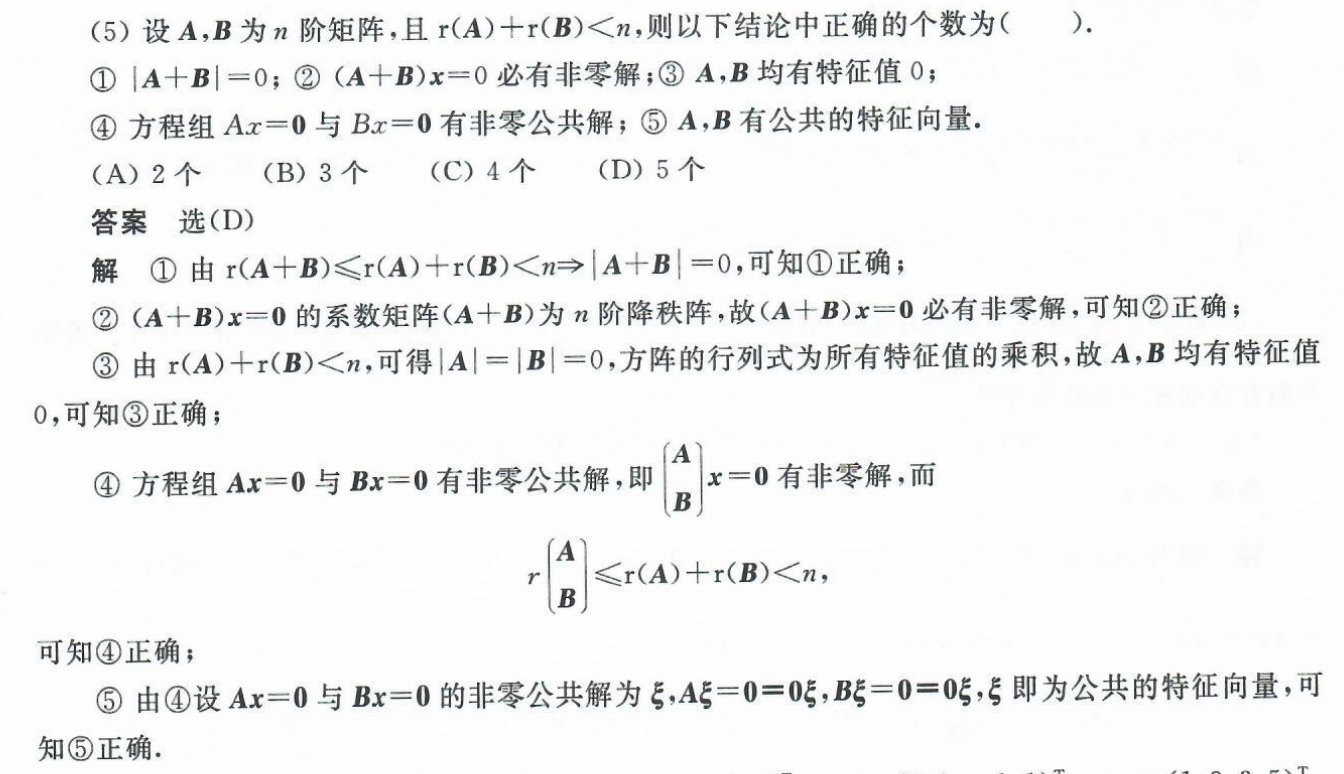 (5) 设 A,B 为 n 阶矩阵,且 r(A)+r(B)<n,则以下结论中正确的个数为(  ).
① |A+B|=0; ② (A+B)x=0 必有非零解;③ A,B 均有特征值 0;
④ 方程组 Ax=0 与 Bx=0 有非零公共解; ⑤ A,B 有公共的特征向量.
(A) 2 个 (B) 3 个 (C) 4 个 (D) 5 个
答案 选(D)
解 ① 由 r(A+B)≤r(A)+r(B)<n⇒|A+B|=0,可知①正确;
② (A+B)x=0 的系数矩阵(A+B)为 n 阶降秩阵,故(A+B)x=0 必有非零解,可知②正确;
③ 由 r(A)+r(B)<n,可得|A|=|B|=0,方阵的行列式为所有特征值的乘积,故 A,B 均有特征值
0,可知③正确;
④ 方程组 Ax=0 与 Bx=0 有非零公共解,即 (A B) x=0 有非零解,而
r (A B) ≤r(A)+r(B)<n,
可知④正确;
⑤ 由④设 Ax=0 与 Bx=0 的非零公共解为 ξ,Aξ=0=0ξ,Bξ=0=0ξ,ξ 即为公共的特征向量,可
知⑤正确.